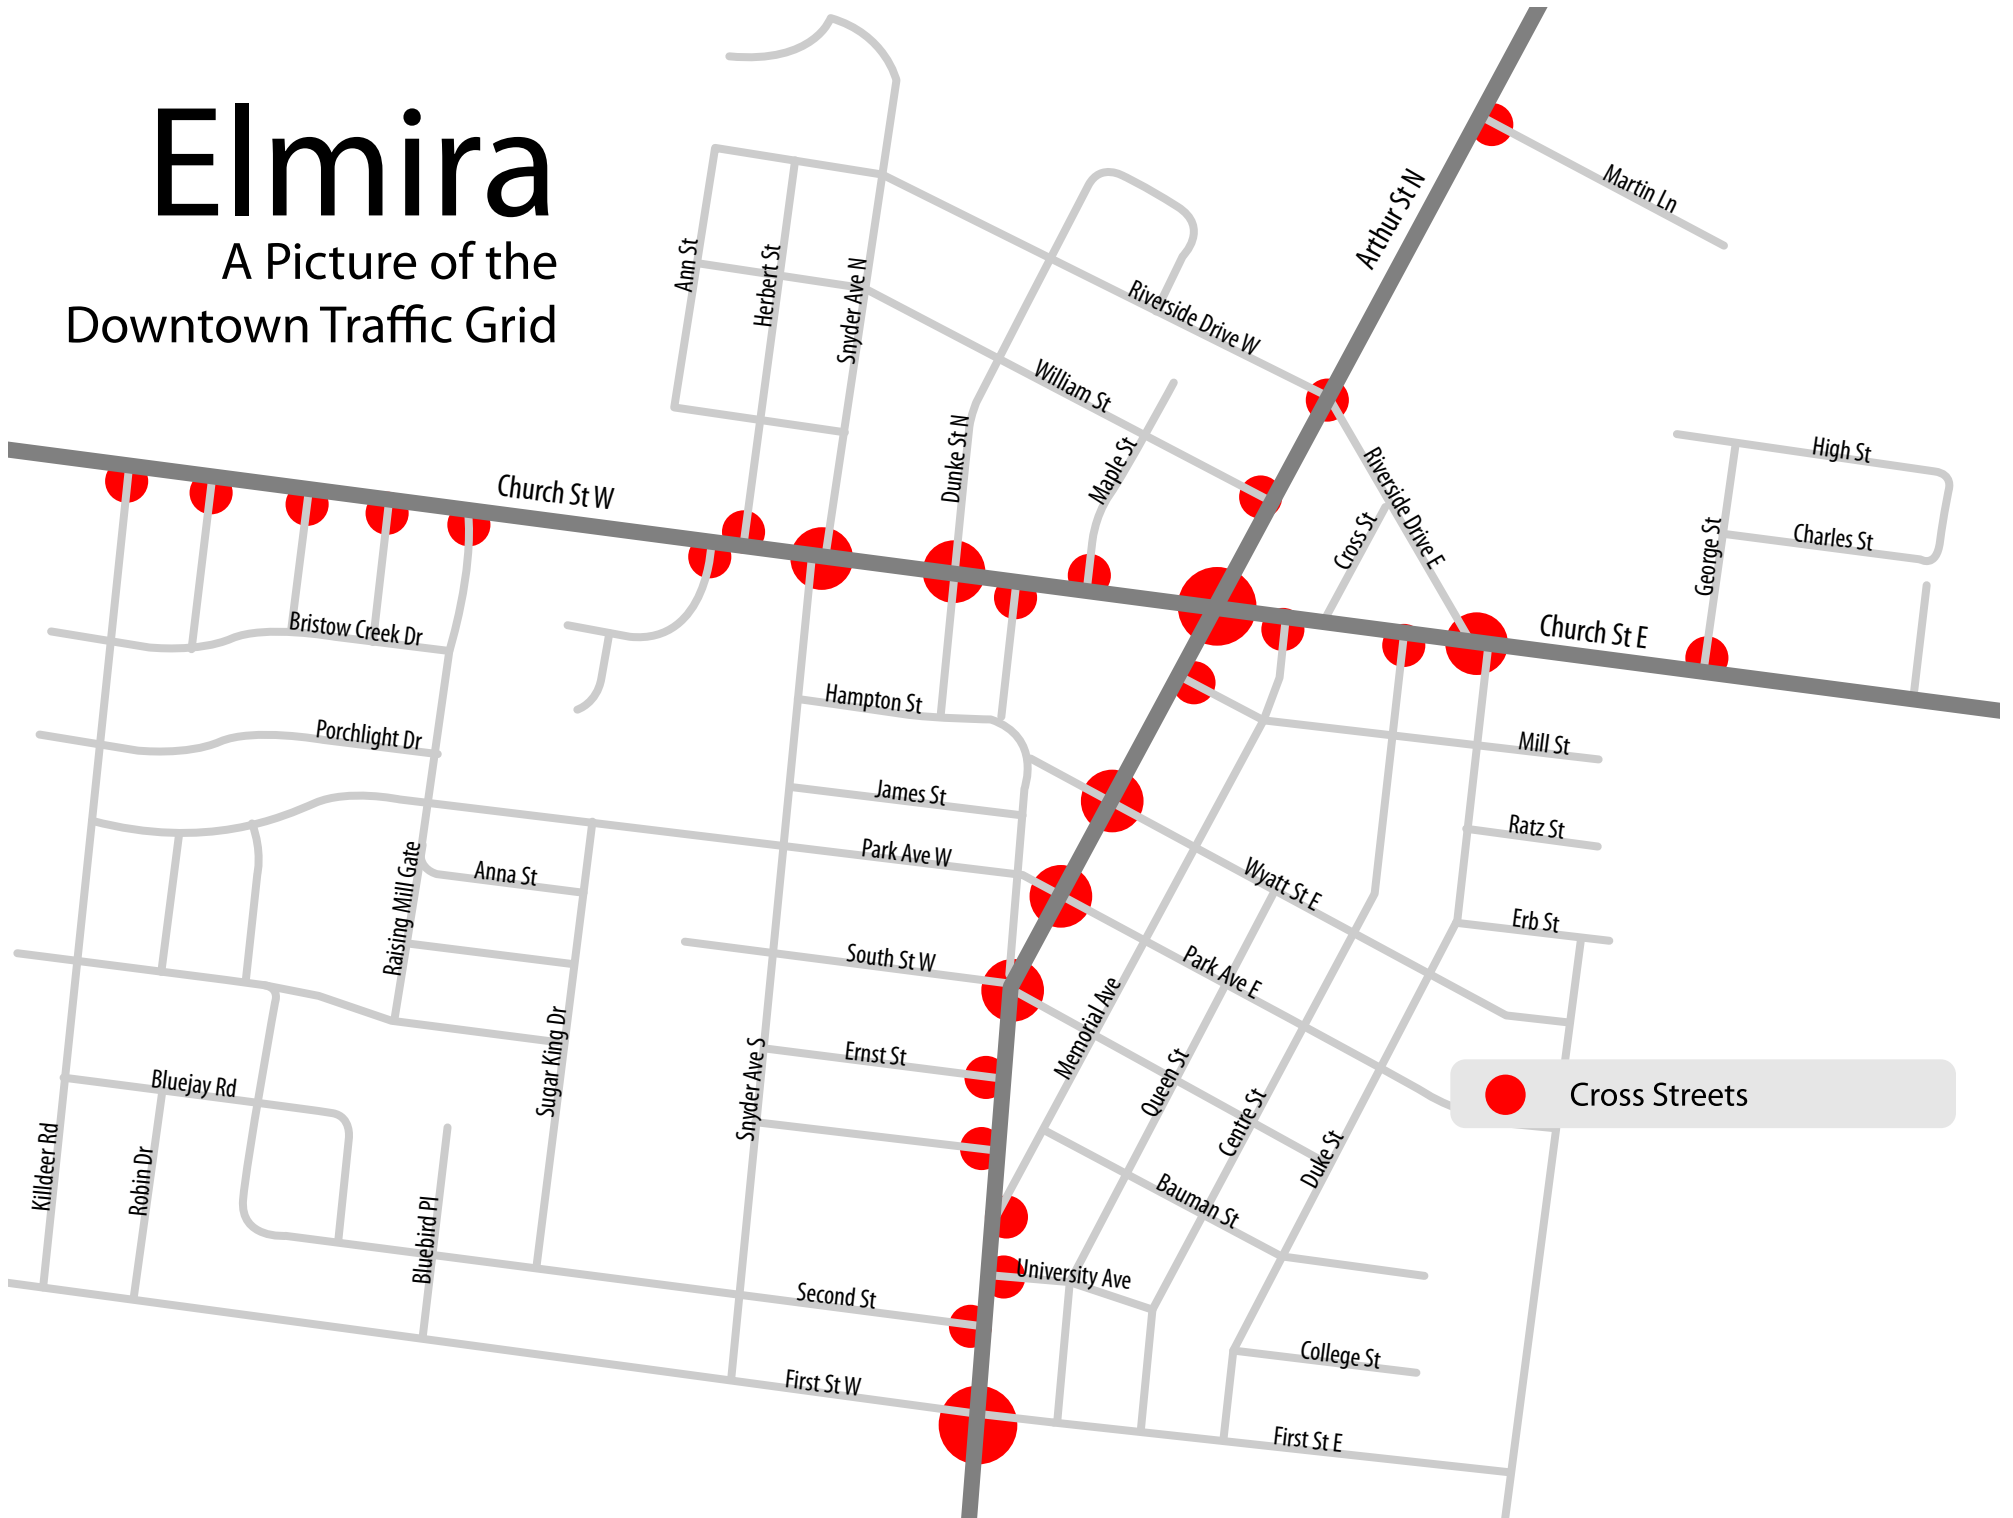 Elmira
A Picture of the
Downtown Traffic Grid
Martin Ln
Arthur St N
Ann St
Herbert St
Snyder Ave N
Riverside Drive W
William St
Dunke St N
Maple St
Cross St
Riverside Drive E
High St
Charles St
George St
Church St W
Church St E
Bristow Creek Dr
Porchlight Dr
Hampton St
James St
Park Ave W
Mill St
Ratz St
Wyatt St E
Erb St
Raising Mill Gate
Anna St
South St W
Park Ave E
Memorial Ave
Sugar King Dr
Snyder Ave S
Ernst St
Queen St
Centre St
Duke St
Cross Streets
Bluejay Rd
Killdeer Rd
Robin Dr
Bluebird Pl
Bauman St
University Ave
Second St
College St
First St W
First St E